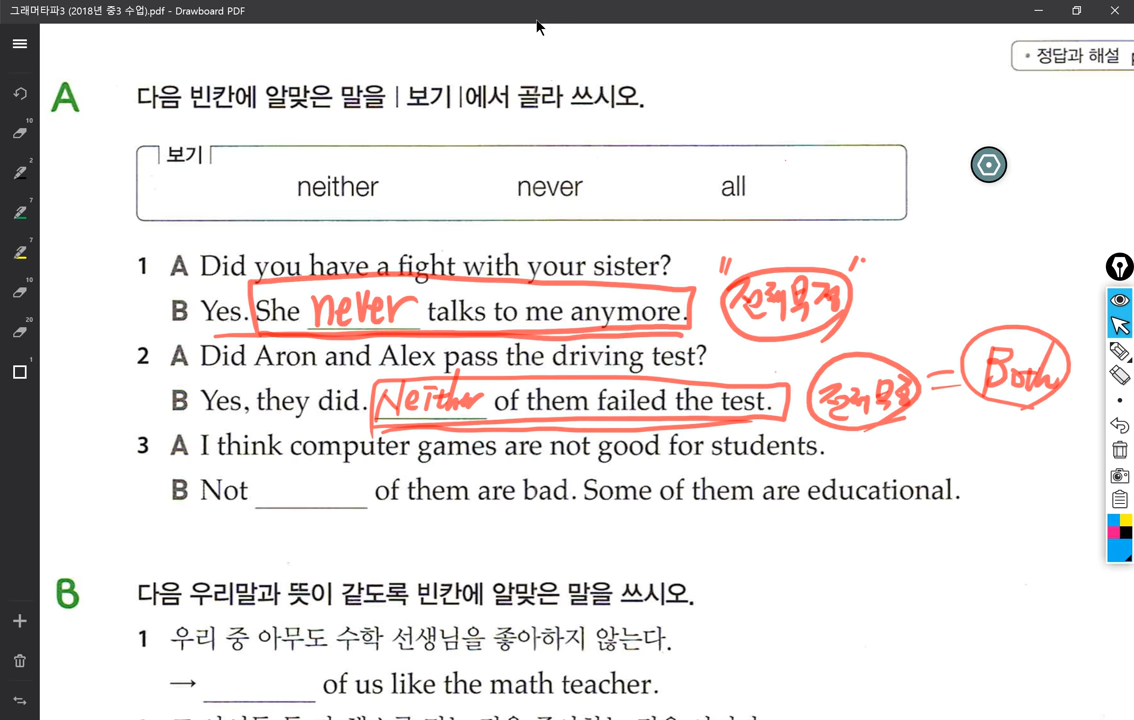 그래머타파3 (2018년 중3 수업).pdf - Drawboard PDF
• 정답과 해설
A 다음 빈칸에 알맞은 말을 | 보기 |에서 골라 쓰시오.
보기
neither never all
1 A Did you have a fight with your sister?
B Yes. She never talks to me anymore. "전체부정"
2 A Did Aron and Alex pass the driving test?
B Yes, they did. Neither of them failed the test. = Both
3 A I think computer games are not good for students.
B Not ________ of them are bad. Some of them are educational.
B 다음 우리말과 뜻이 같도록 빈칸에 알맞은 말을 쓰시오.
1 우리 중 아무도 수학 선생님을 좋아하지 않는다.
→ ________ of us like the math teacher.